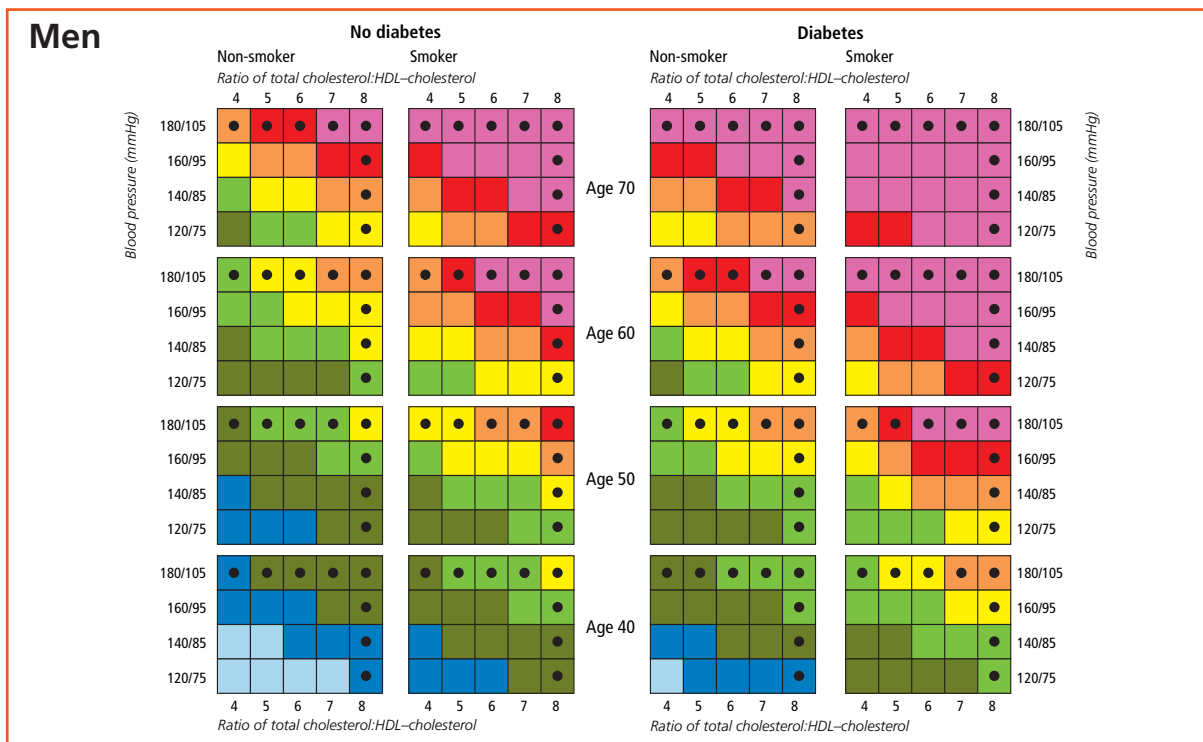 Men
No diabetes Diabetes
Non-smoker Smoker Non-smoker Smoker
Ratio of total cholesterol:HDL–cholesterol Ratio of total cholesterol:HDL–cholesterol
4 5 6 7 8 4 5 6 7 8 4 5 6 7 8 4 5 6 7 8
Blood pressure (mmHg)
180/105 180/105
160/95 160/95
140/85 Age 70 140/85
120/75 120/75
Blood pressure (mmHg)
180/105 180/105
160/95 160/95
140/85 Age 60 140/85
120/75 120/75
180/105 180/105
160/95 160/95
140/85 Age 50 140/85
120/75 120/75
180/105 180/105
160/95 160/95
140/85 Age 40 140/85
120/75 120/75
4 5 6 7 8 4 5 6 7 8 4 5 6 7 8 4 5 6 7 8
Ratio of total cholesterol:HDL–cholesterol Ratio of total cholesterol:HDL–cholesterol